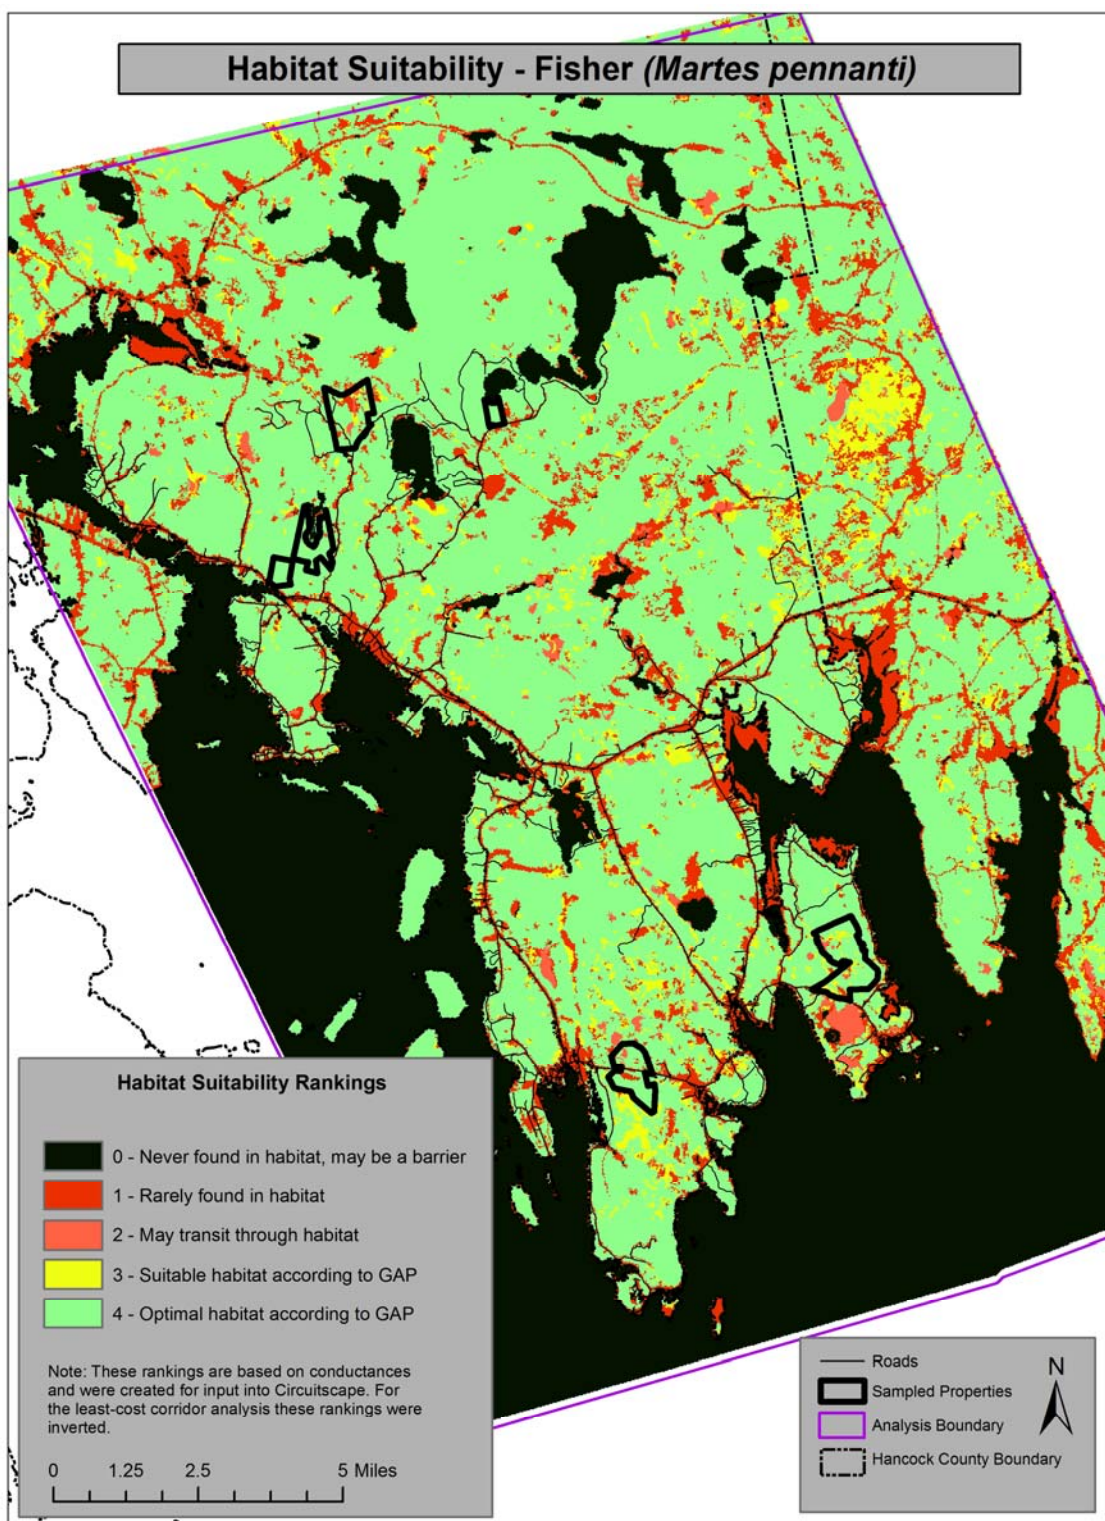 Habitat Suitability - Fisher (Martes pennanti)
Habitat Suitability Rankings
0 - Never found in habitat, may be a barrier
1 - Rarely found in habitat
2 - May transit through habitat
3 - Suitable habitat according to GAP
4 - Optimal habitat according to GAP
Note: These rankings are based on conductances
and were created for input into Circuitscape. For
the least-cost corridor analysis these rankings were
inverted.
0 1.25 2.5 5 Miles
Roads
Sampled Properties
Analysis Boundary
Hancock County Boundary
N